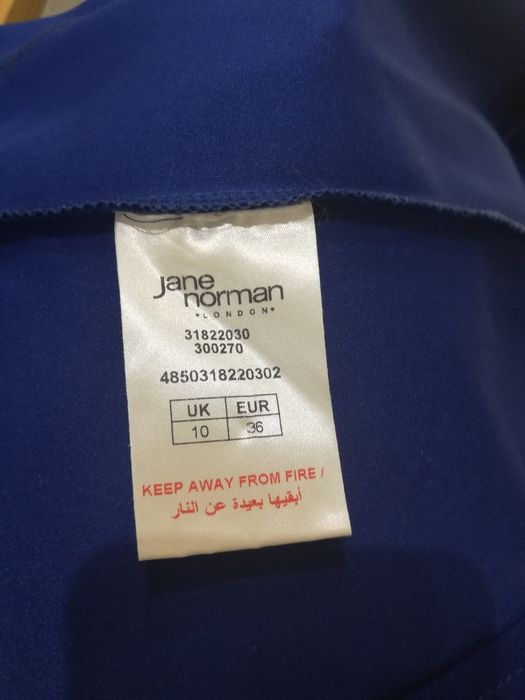 jane
norman
•LONDON•
31822030
300270
4850318220302
UK EUR
10 36
KEEP AWAY FROM FIRE /
أبقيها بعيدة عن النار